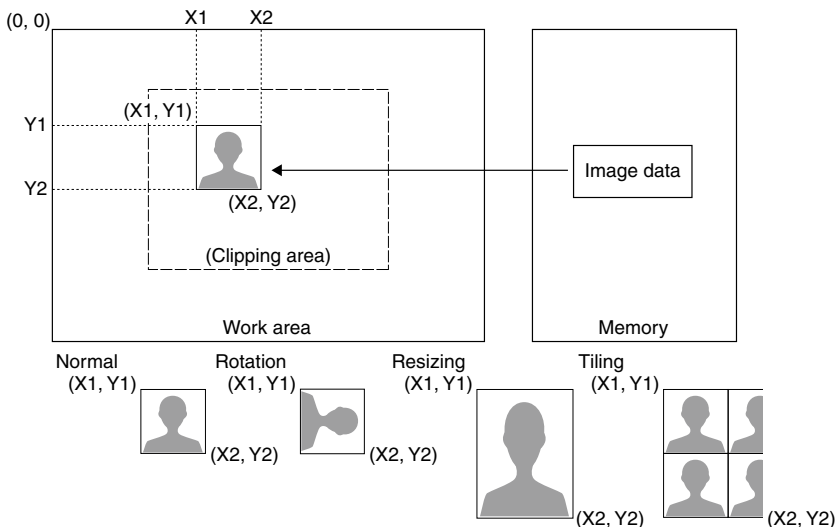 (0, 0)
X1 X2
(X1, Y1)
Y1
Y2
Image data
(X2, Y2)
(Clipping area)
Work area
Memory
Normal Rotation Resizing Tiling
(X1, Y1) (X1, Y1) (X1, Y1) (X1, Y1)
(X2, Y2) (X2, Y2)
(X2, Y2) (X2, Y2)